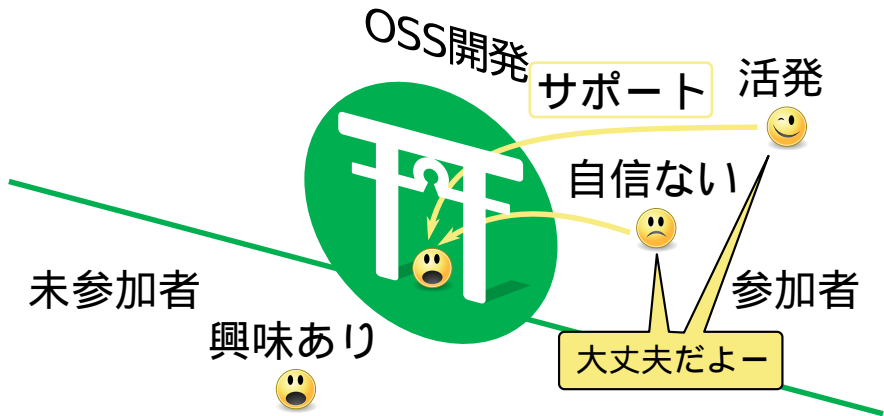 OSS開発
サポート
活発
自信ない
未参加者
参加者
興味あり
大丈夫だよー